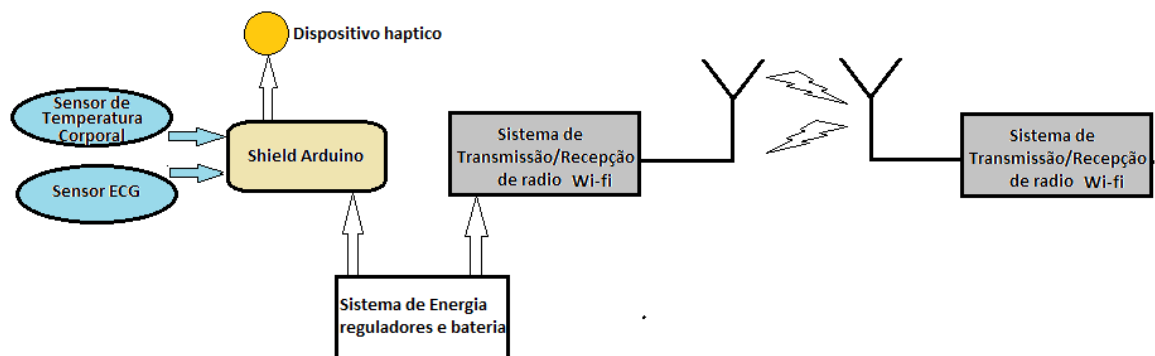 Dispositivo haptico
Sensor de
Temperatura
Corporal
Shield Arduino
Sensor ECG
Sistema de
Transmissão/Recepção
de radio Wi-fi
Sistema de
Transmissão/Recepção
de radio Wi-fi
Sistema de Energia
reguladores e bateria